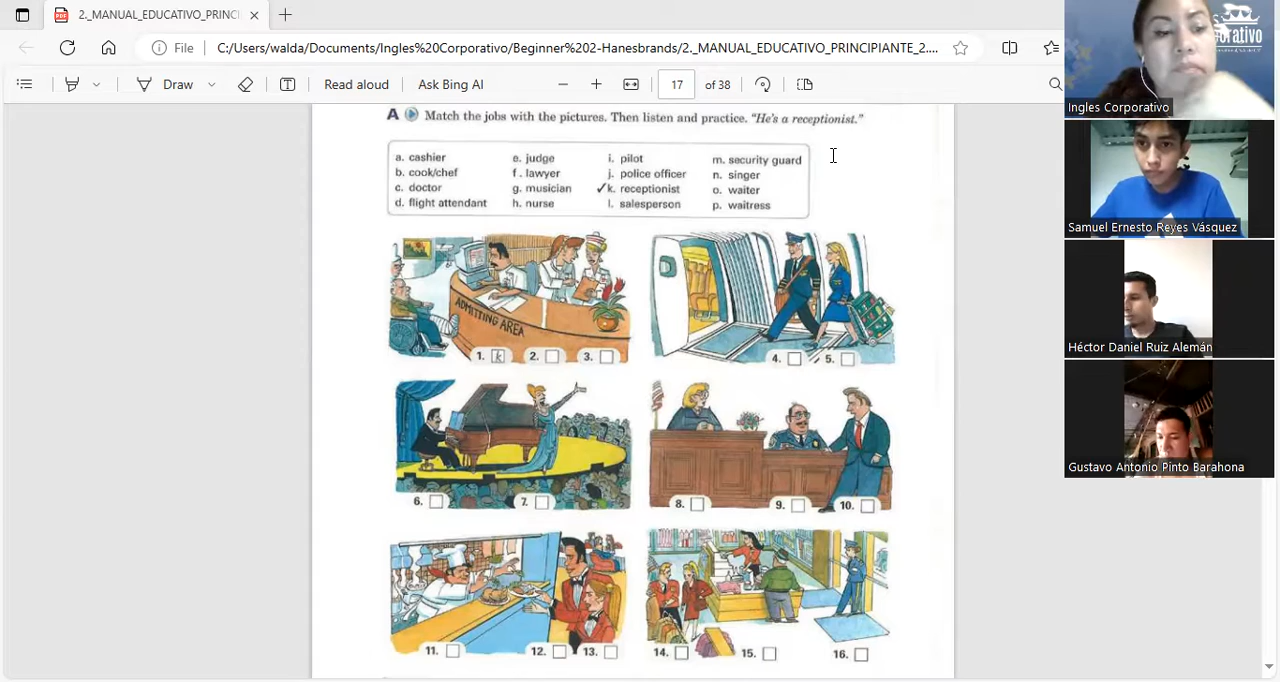 2._MANUAL_EDUCATIVO_PRINCI
File
C:/Users/walda/Documents/Ingles%20Corporativo/Beginner%202-Hanesbrands/2._MANUAL_EDUCATIVO_PRINCIPIANTE_2....
Draw
Read aloud
Ask Bing AI
17
of 38
A Match the jobs with the pictures. Then listen and practice. "He's a receptionist."
a. cashier
b. cook/chef
c. doctor
d. flight attendant
e. judge
f. lawyer
g. musician
h. nurse
i. pilot
j. police officer
✓k. receptionist
l. salesperson
m. security guard
n. singer
o. waiter
p. waitress
ADMITTING AREA
1. k 2. 3.
4. 5.
6. 7.
8. 9. 10.
11. 12. 13.
14. 15. 16.
Ingles Corporativo
Samuel Ernesto Reyes Vásquez
Héctor Daniel Ruiz Alemán
Gustavo Antonio Pinto Barahona